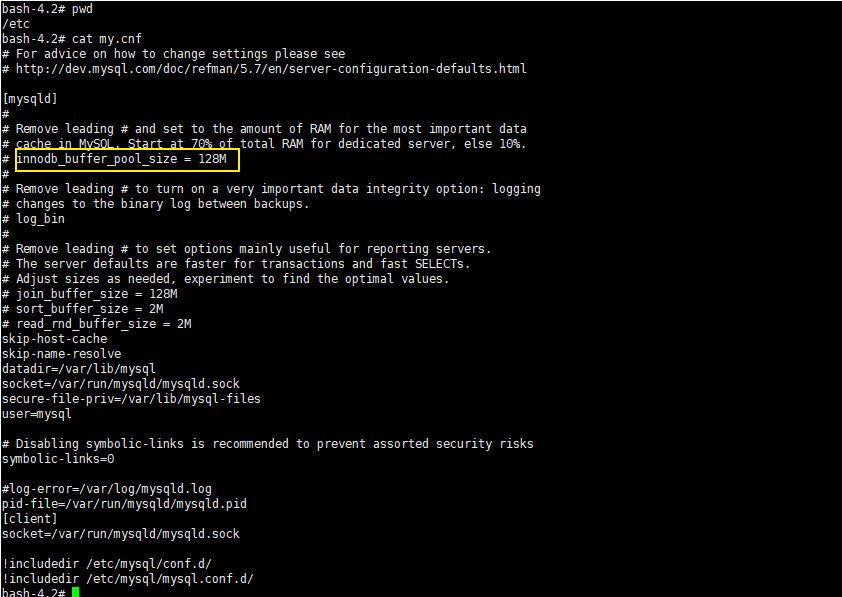 bash-4.2# pwd
/etc
bash-4.2# cat my.cnf
# For advice on how to change settings please see
# http://dev.mysql.com/doc/refman/5.7/en/server-configuration-defaults.html
[mysqld]
#
# Remove leading # and set to the amount of RAM for the most important data
# cache in MySQL. Start at 70% of total RAM for dedicated server, else 10%.
# innodb_buffer_pool_size = 128M
#
# Remove leading # to turn on a very important data integrity option: logging
# changes to the binary log between backups.
# log_bin
#
# Remove leading # to set options mainly useful for reporting servers.
# The server defaults are faster for transactions and fast SELECTs.
# Adjust sizes as needed, experiment to find the optimal values.
# join_buffer_size = 128M
# sort_buffer_size = 2M
# read_rnd_buffer_size = 2M
skip-host-cache
skip-name-resolve
datadir=/var/lib/mysql
socket=/var/run/mysqld/mysqld.sock
secure-file-priv=/var/lib/mysql-files
user=mysql
# Disabling symbolic-links is recommended to prevent assorted security risks
symbolic-links=0
#log-error=/var/log/mysqld.log
pid-file=/var/run/mysqld/mysqld.pid
[client]
socket=/var/run/mysqld/mysqld.sock
!includedir /etc/mysql/conf.d/
!includedir /etc/mysql/mysql.conf.d/
bash-4.2#